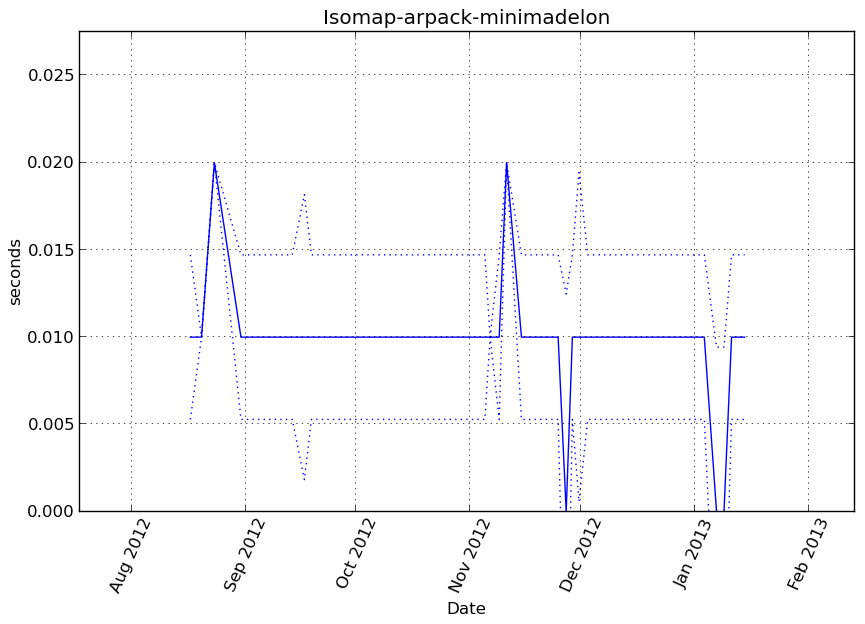 Isomap-arpack-minimadelon
0.025
0.020
0.015
0.010
0.005
0.000
seconds
Aug 2012
Sep 2012
Oct 2012
Nov 2012
Dec 2012
Jan 2013
Feb 2013
Date